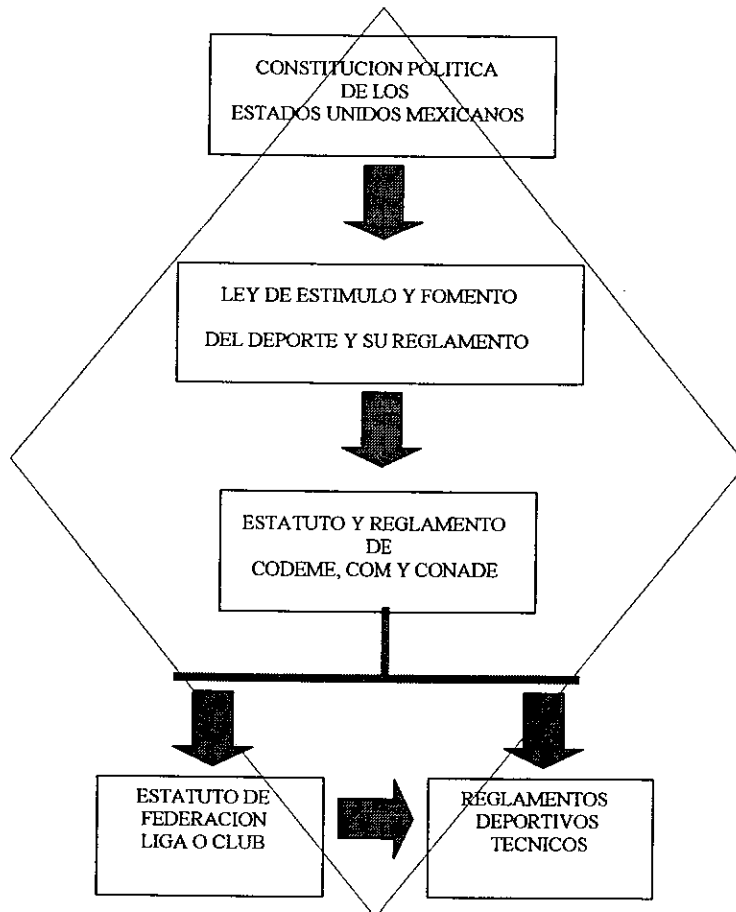 CONSTITUCION POLITICA
DE LOS
ESTADOS UNIDOS MEXICANOS
LEY DE ESTIMULO Y FOMENTO
DEL DEPORTE Y SU REGLAMENTO
ESTATUTO Y REGLAMENTO
DE
CODEME, COM Y CONADE
ESTATUTO DE
FEDERACION
LIGA O CLUB
REGLAMENTOS
DEPORTIVOS
TECNICOS